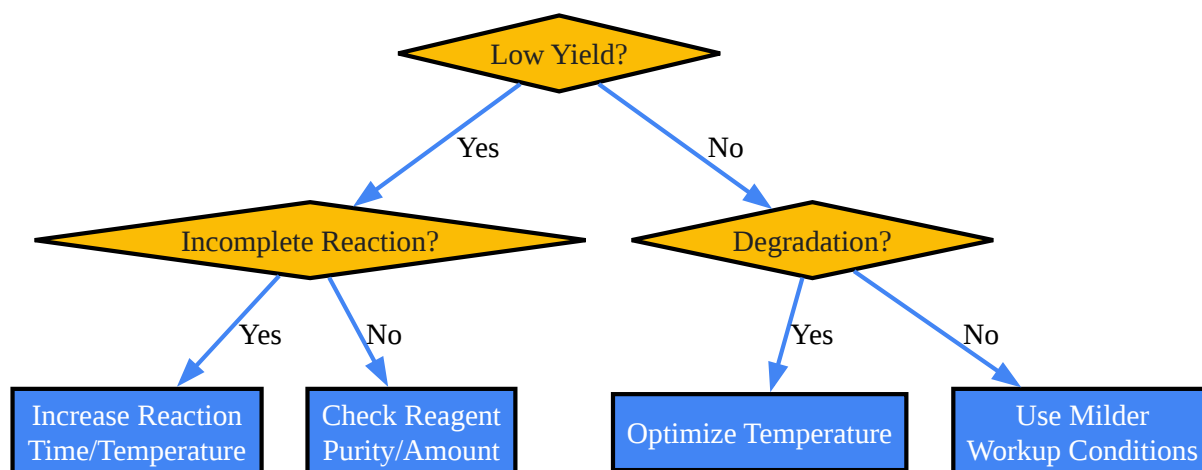 Low Yield?
Yes
No
Incomplete Reaction?
Degradation?
Yes
No
Yes
No
Increase Reaction
Time/Temperature
Check Reagent
Purity/Amount
Optimize Temperature
Use Milder
Workup Conditions